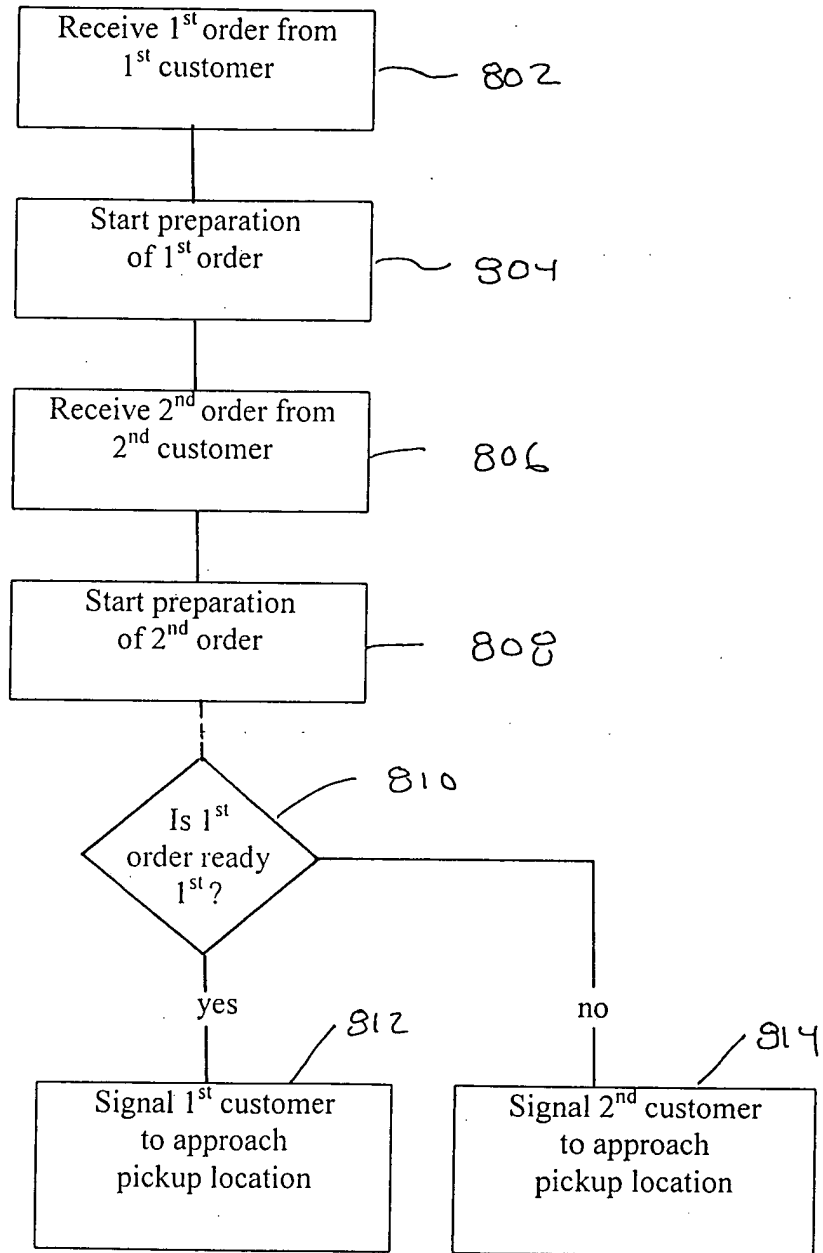 Receive 1st order from
1st customer
802
Start preparation
of 1st order
804
Receive 2nd order from
2nd customer
806
Start preparation
of 2nd order
808
810
Is 1st
order ready
1st ?
yes
no
812
814
Signal 1st customer
to approach
pickup location
Signal 2nd customer
to approach
pickup location